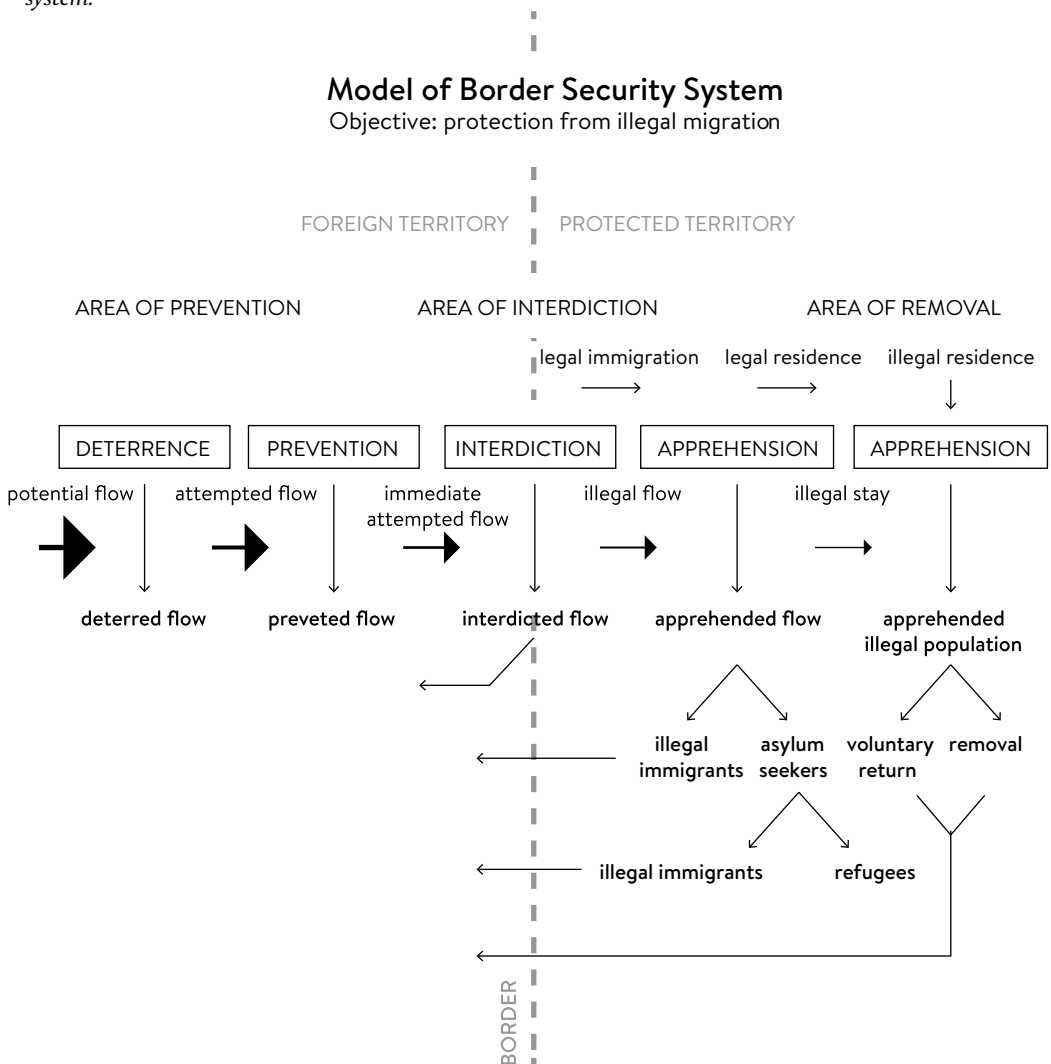 system.
Model of Border Security System
Objective: protection from illegal migration
FOREIGN TERRITORY
PROTECTED TERRITORY
AREA OF PREVENTION
AREA OF INTERDICTION
AREA OF REMOVAL
legal immigration
legal residence
illegal residence
DETERRENCE
PREVENTION
INTERDICTION
APPREHENSION
APPREHENSION
potential flow
attempted flow
immediate
attempted flow
illegal flow
illegal stay
deterred flow
preveted flow
interdicted flow
apprehended flow
apprehended
illegal population
illegal
immigrants
asylum
seekers
voluntary
return
removal
illegal immigrants
refugees
BORDER